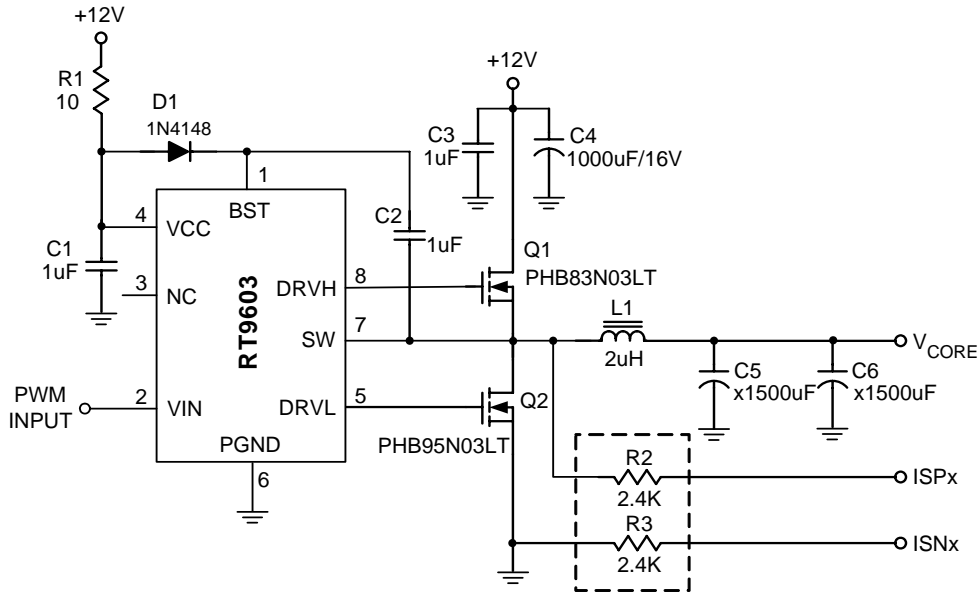 +12V
R1
10
D1
1N4148
+12V
C3
1uF
C4
1000uF/16V
1
BST
4
VCC
C1
1uF
C2
1uF
3
NC
RT9603
DRVH
8
Q1
PHB83N03LT
SW
7
L1
2uH
VCORE
C5
x1500uF
C6
x1500uF
PWM
INPUT
2
VIN
DRVL
5
Q2
PHB95N03LT
PGND
6
R2
2.4K
ISPx
R3
2.4K
ISNx